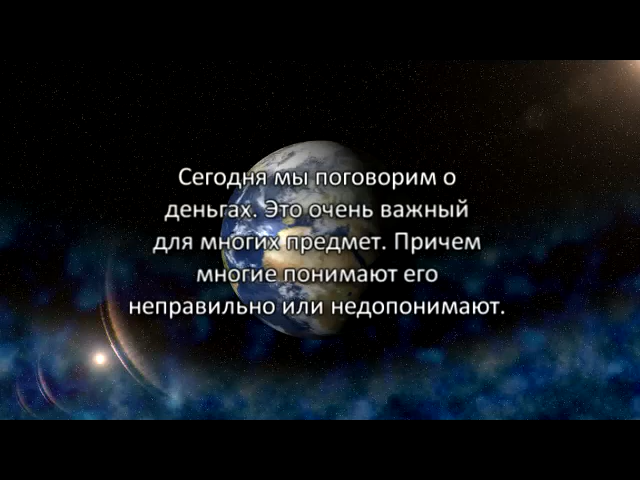 Сегодня мы поговорим о
деньгах. Это очень важный
для многих предмет. Причем
многие понимают его
неправильно или недопонимают.